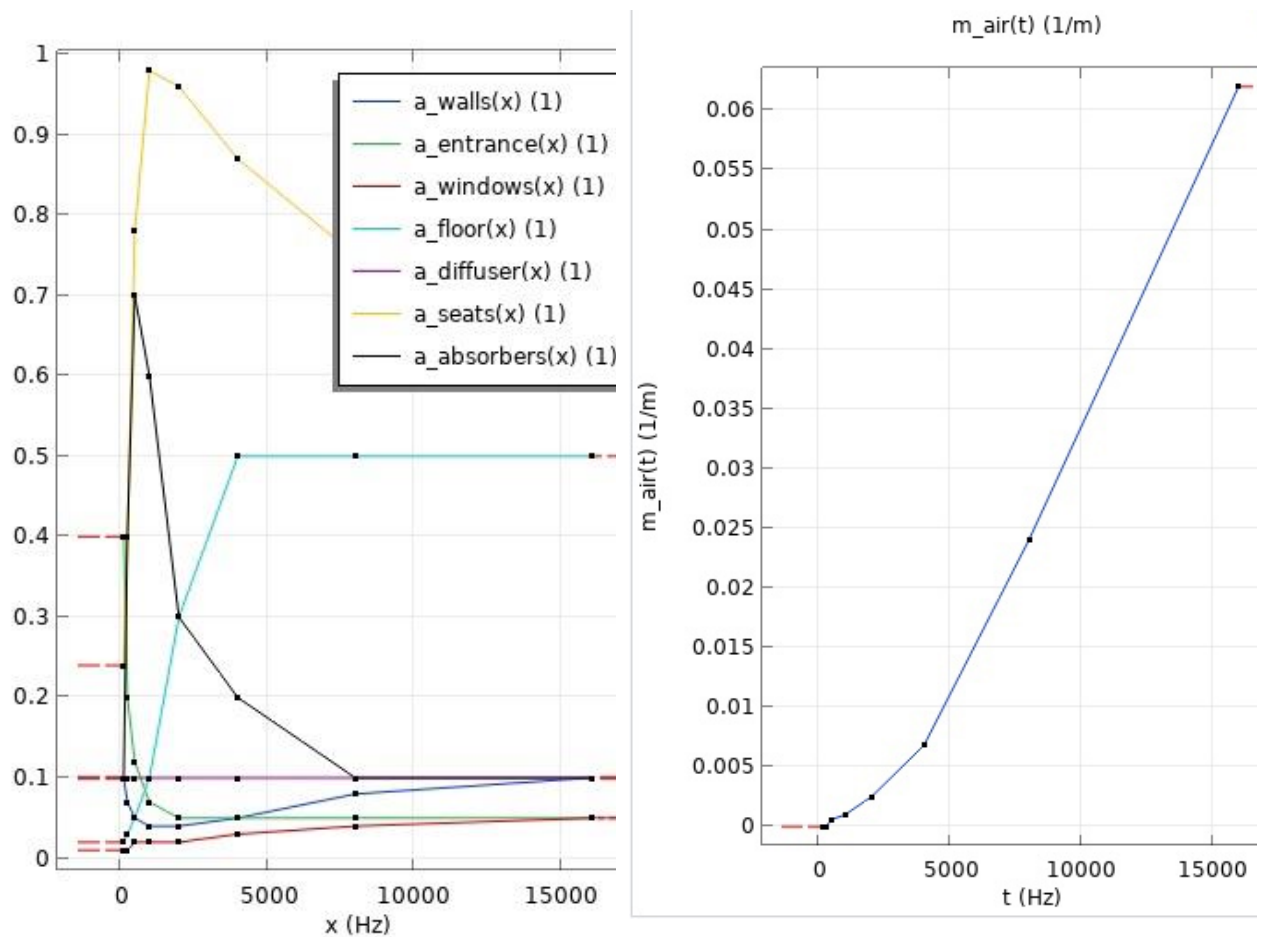 1
0.9
0.8
0.7
0.6
0.5
0.4
0.3
0.2
0.1
0
0
5000
10000
15000
x (Hz)
a_walls(x) (1)
a_entrance(x) (1)
a_windows(x) (1)
a_floor(x) (1)
a_diffuser(x) (1)
a_seats(x) (1)
a_absorbers(x) (1)
m_air(t) (1/m)
m_air(t) (1/m)
0.06
0.055
0.05
0.045
0.04
0.035
0.03
0.025
0.02
0.015
0.01
0.005
0
0
5000
10000
15000
t (Hz)